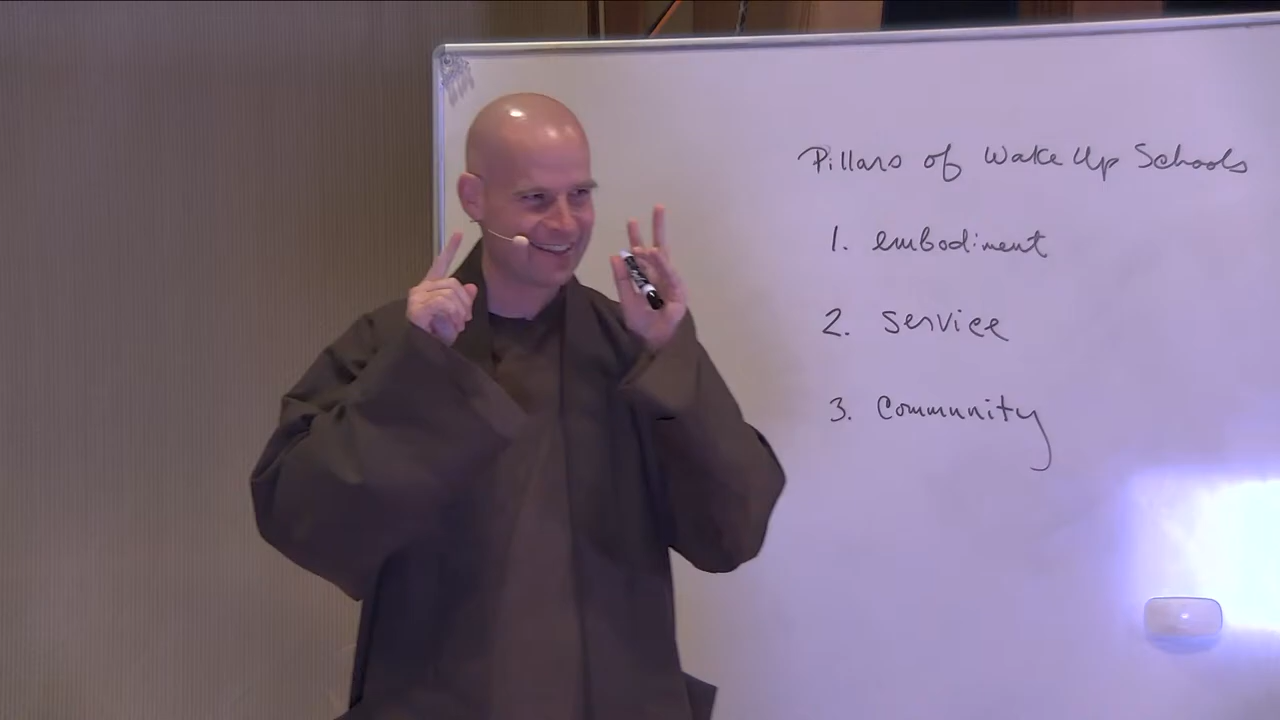 Pillars of Wake Up Schools
1. embodiment
2. Service
3. Community